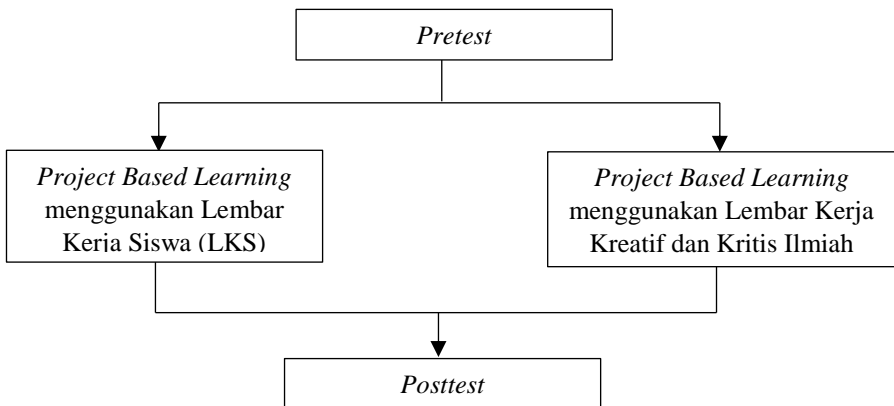 Pretest
Project Based Learning
menggunakan Lembar
Kerja Siswa (LKS)
Project Based Learning
menggunakan Lembar Kerja
Kreatif dan Kritis Ilmiah
Posttest